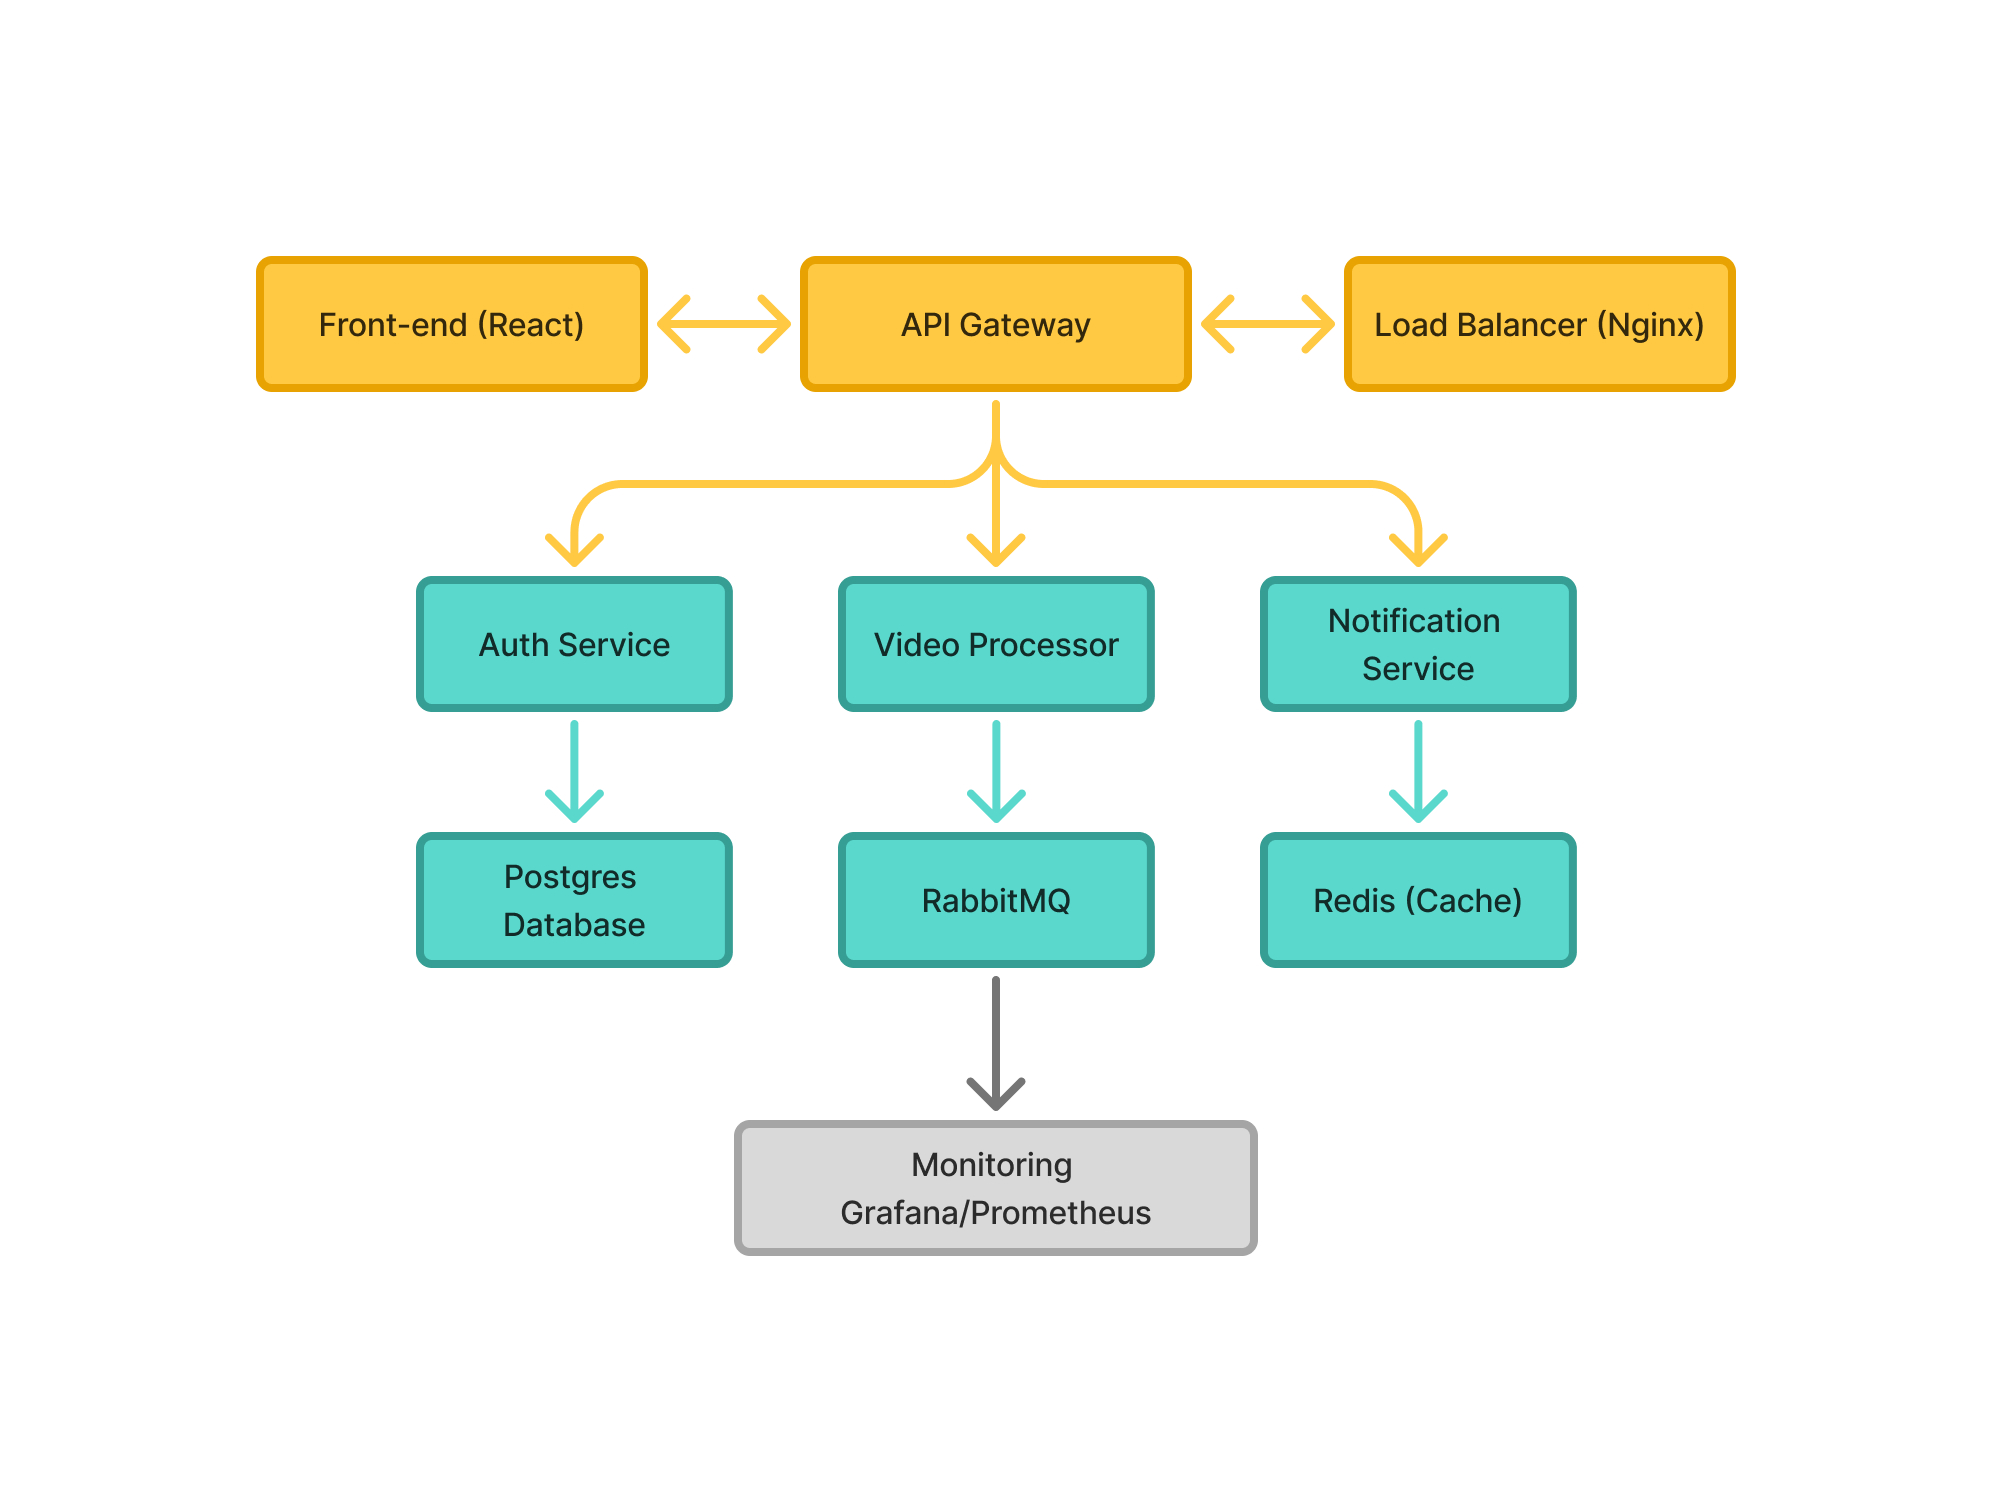 Front-end (React)
API Gateway
Load Balancer (Nginx)
Auth Service
Video Processor
Notification
Service
Postgres
Database
RabbitMQ
Redis (Cache)
Monitoring
Grafana/Prometheus